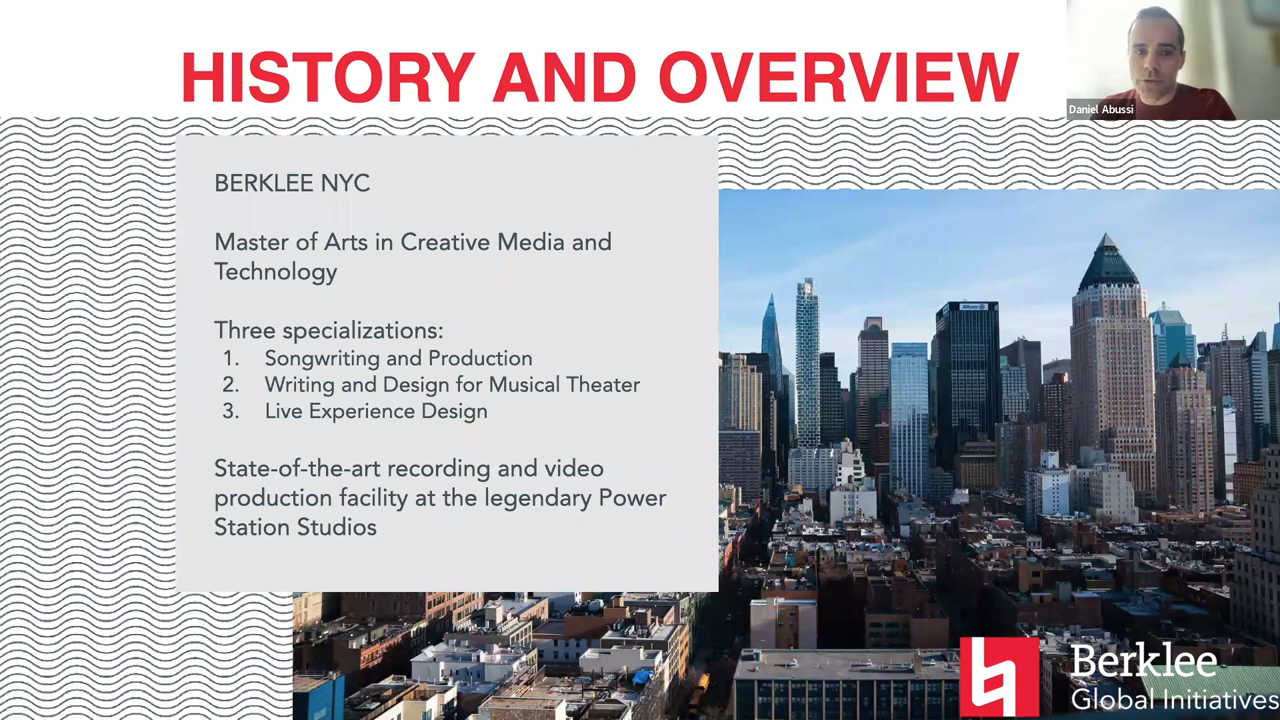 HISTORY AND OVERVIEW
Daniel Abussi
BERKLEE NYC
Master of Arts in Creative Media and
Technology
Three specializations:
1. Songwriting and Production
2. Writing and Design for Musical Theater
3. Live Experience Design
State-of-the-art recording and video
production facility at the legendary Power
Station Studios
Allianz
Berklee
Global Initiatives